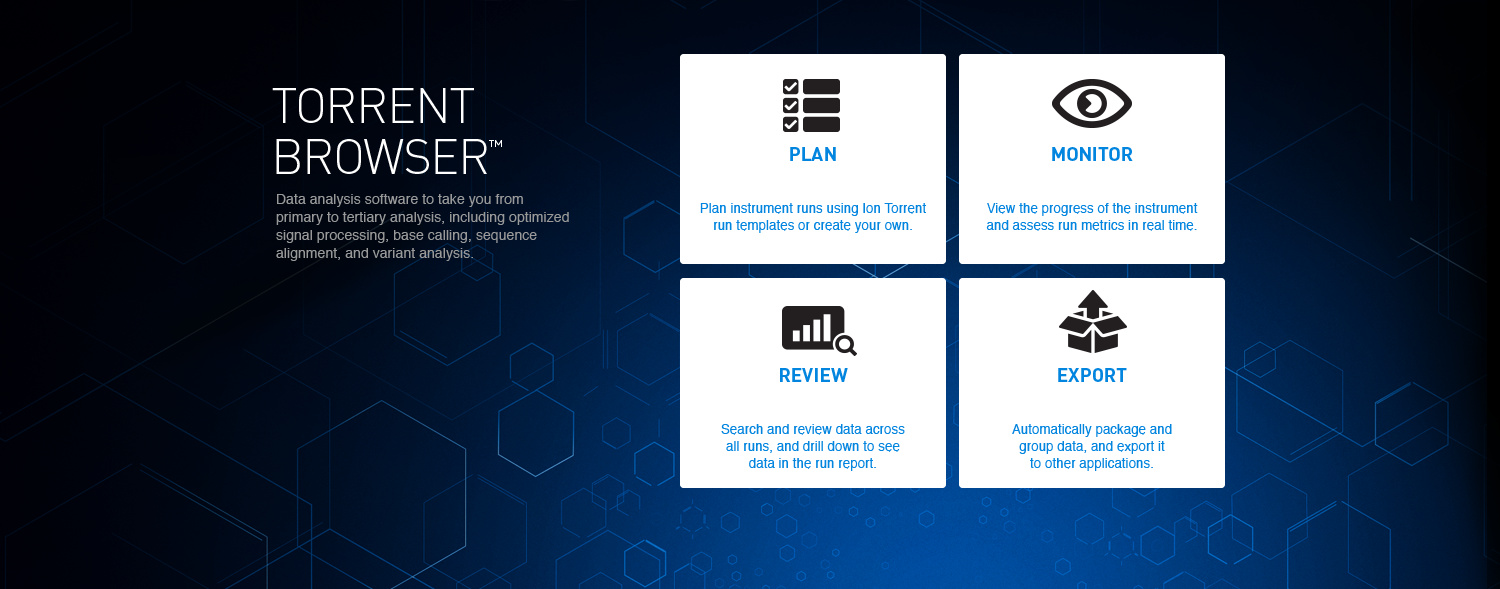 TORRENT
BROWSER™
Data analysis software to take you from
primary to tertiary analysis, including optimized
signal processing, base calling, sequence
alignment, and variant analysis.
PLAN
Plan instrument runs using Ion Torrent
run templates or create your own.
MONITOR
View the progress of the instrument
and assess run metrics in real time.
REVIEW
Search and review data across
all runs, and drill down to see
data in the run report.
EXPORT
Automatically package and
group data, and export it
to other applications.